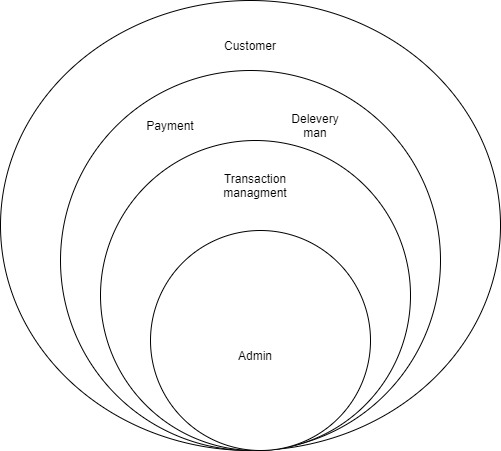 Customer
Payment
Delevery
man
Transaction
managment
Admin